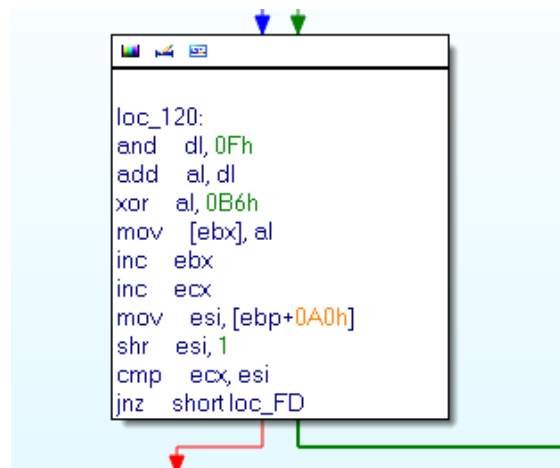 loc_120:
and dl, 0Fh
add al, dl
xor al, 0B6h
mov [ebx], al
inc ebx
inc ecx
mov esi, [ebp+0A0h]
shr esi, 1
cmp ecx, esi
jnz short loc_FD